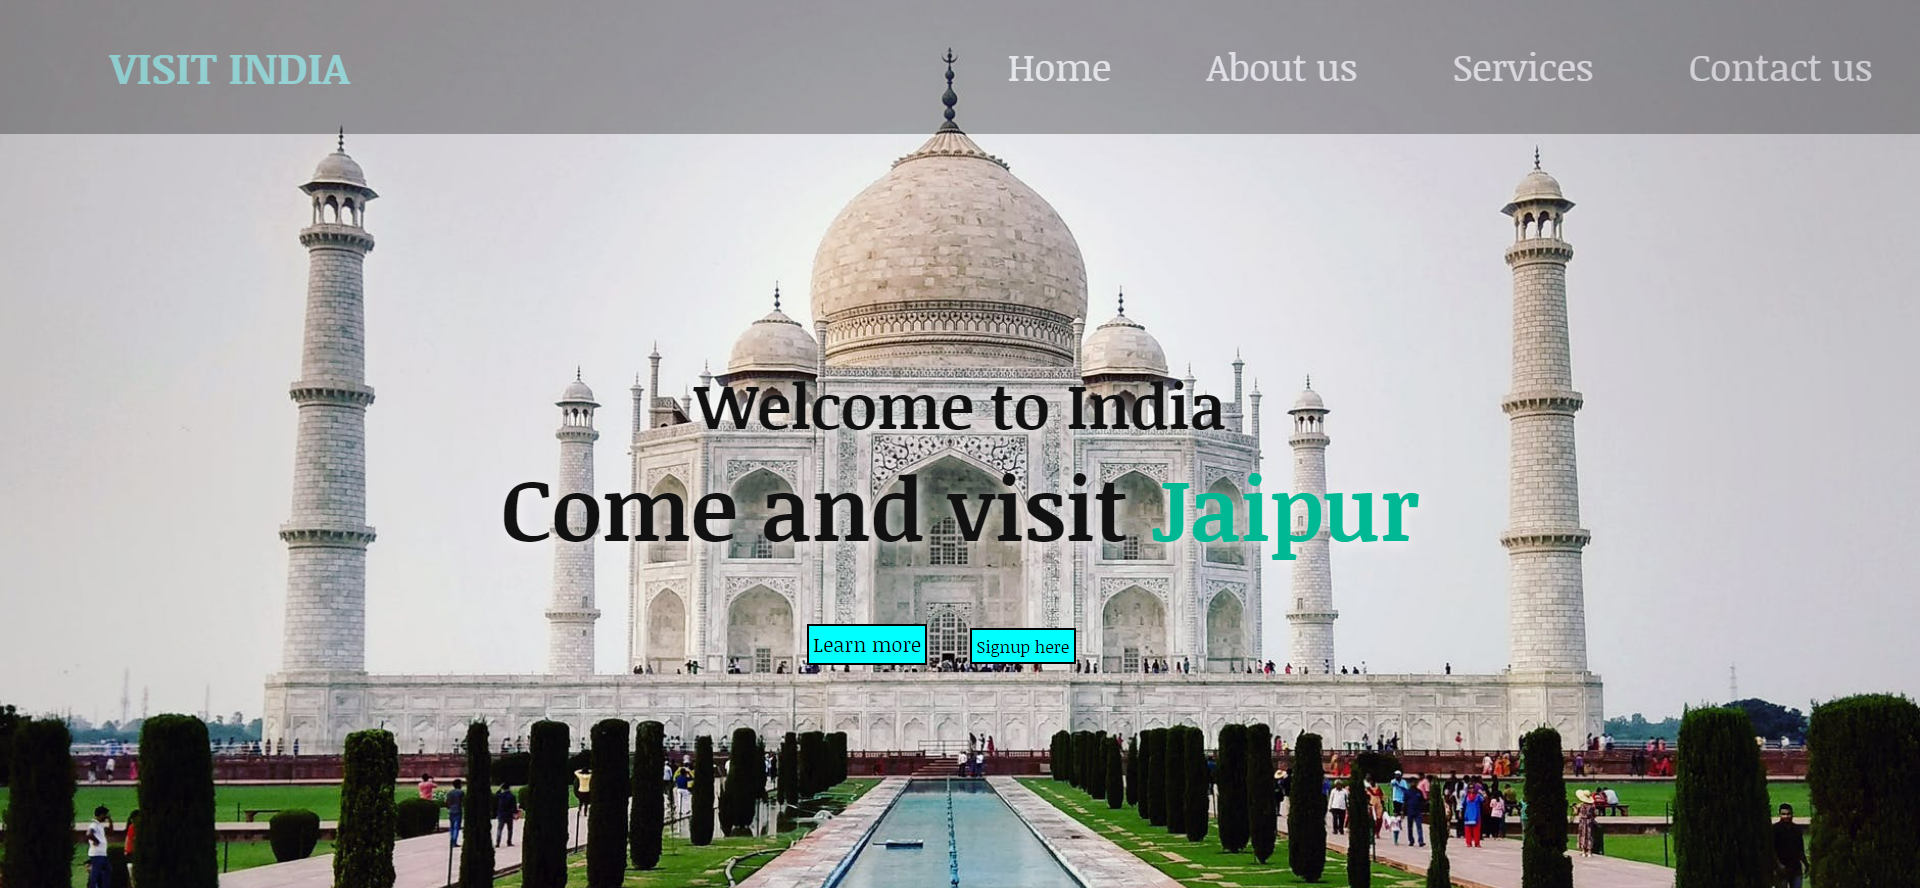 VISIT INDIA
Home About us Services Contact us
Welcome to India
Come and visit Jaipur
Learn more Signup here